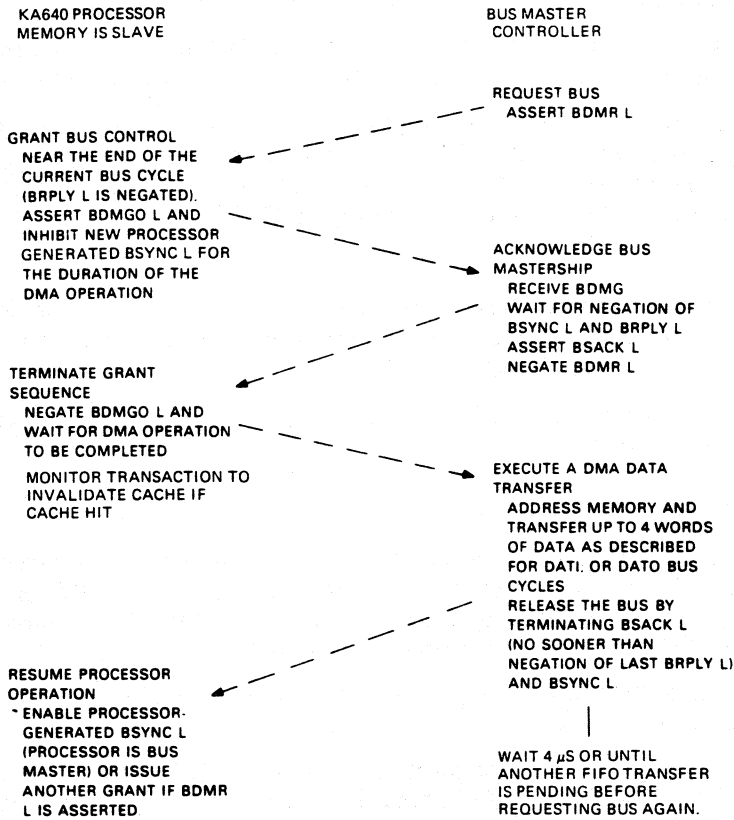 KA640 PROCESSOR
MEMORY IS SLAVE
BUS MASTER
CONTROLLER
REQUEST BUS
ASSERT BDMR L
GRANT BUS CONTROL
NEAR THE END OF THE
CURRENT BUS CYCLE
(BRPLY L IS NEGATED).
ASSERT BDMGO L AND
INHIBIT NEW PROCESSOR
GENERATED BSYNC L FOR
THE DURATION OF THE
DMA OPERATION
ACKNOWLEDGE BUS
MASTERSHIP
RECEIVE BDMG
WAIT FOR NEGATION OF
BSYNC L AND BRPLY L
ASSERT BSACK L
NEGATE BDMR L
TERMINATE GRANT
SEQUENCE
NEGATE BDMGO L AND
WAIT FOR DMA OPERATION
TO BE COMPLETED
MONITOR TRANSACTION TO
INVALIDATE CACHE IF
CACHE HIT
EXECUTE A DMA DATA
TRANSFER
ADDRESS MEMORY AND
TRANSFER UP TO 4 WORDS
OF DATA AS DESCRIBED
FOR DATI. OR DATO BUS
CYCLES
RELEASE THE BUS BY
TERMINATING BSACK L
(NO SOONER THAN
NEGATION OF LAST BRPLY L)
AND BSYNC L
RESUME PROCESSOR
OPERATION
ENABLE PROCESSOR-
GENERATED BSYNC L
(PROCESSOR IS BUS
MASTER) OR ISSUE
ANOTHER GRANT IF BDMR
L IS ASSERTED
WAIT 4 µS OR UNTIL
ANOTHER FIFO TRANSFER
IS PENDING BEFORE
REQUESTING BUS AGAIN.